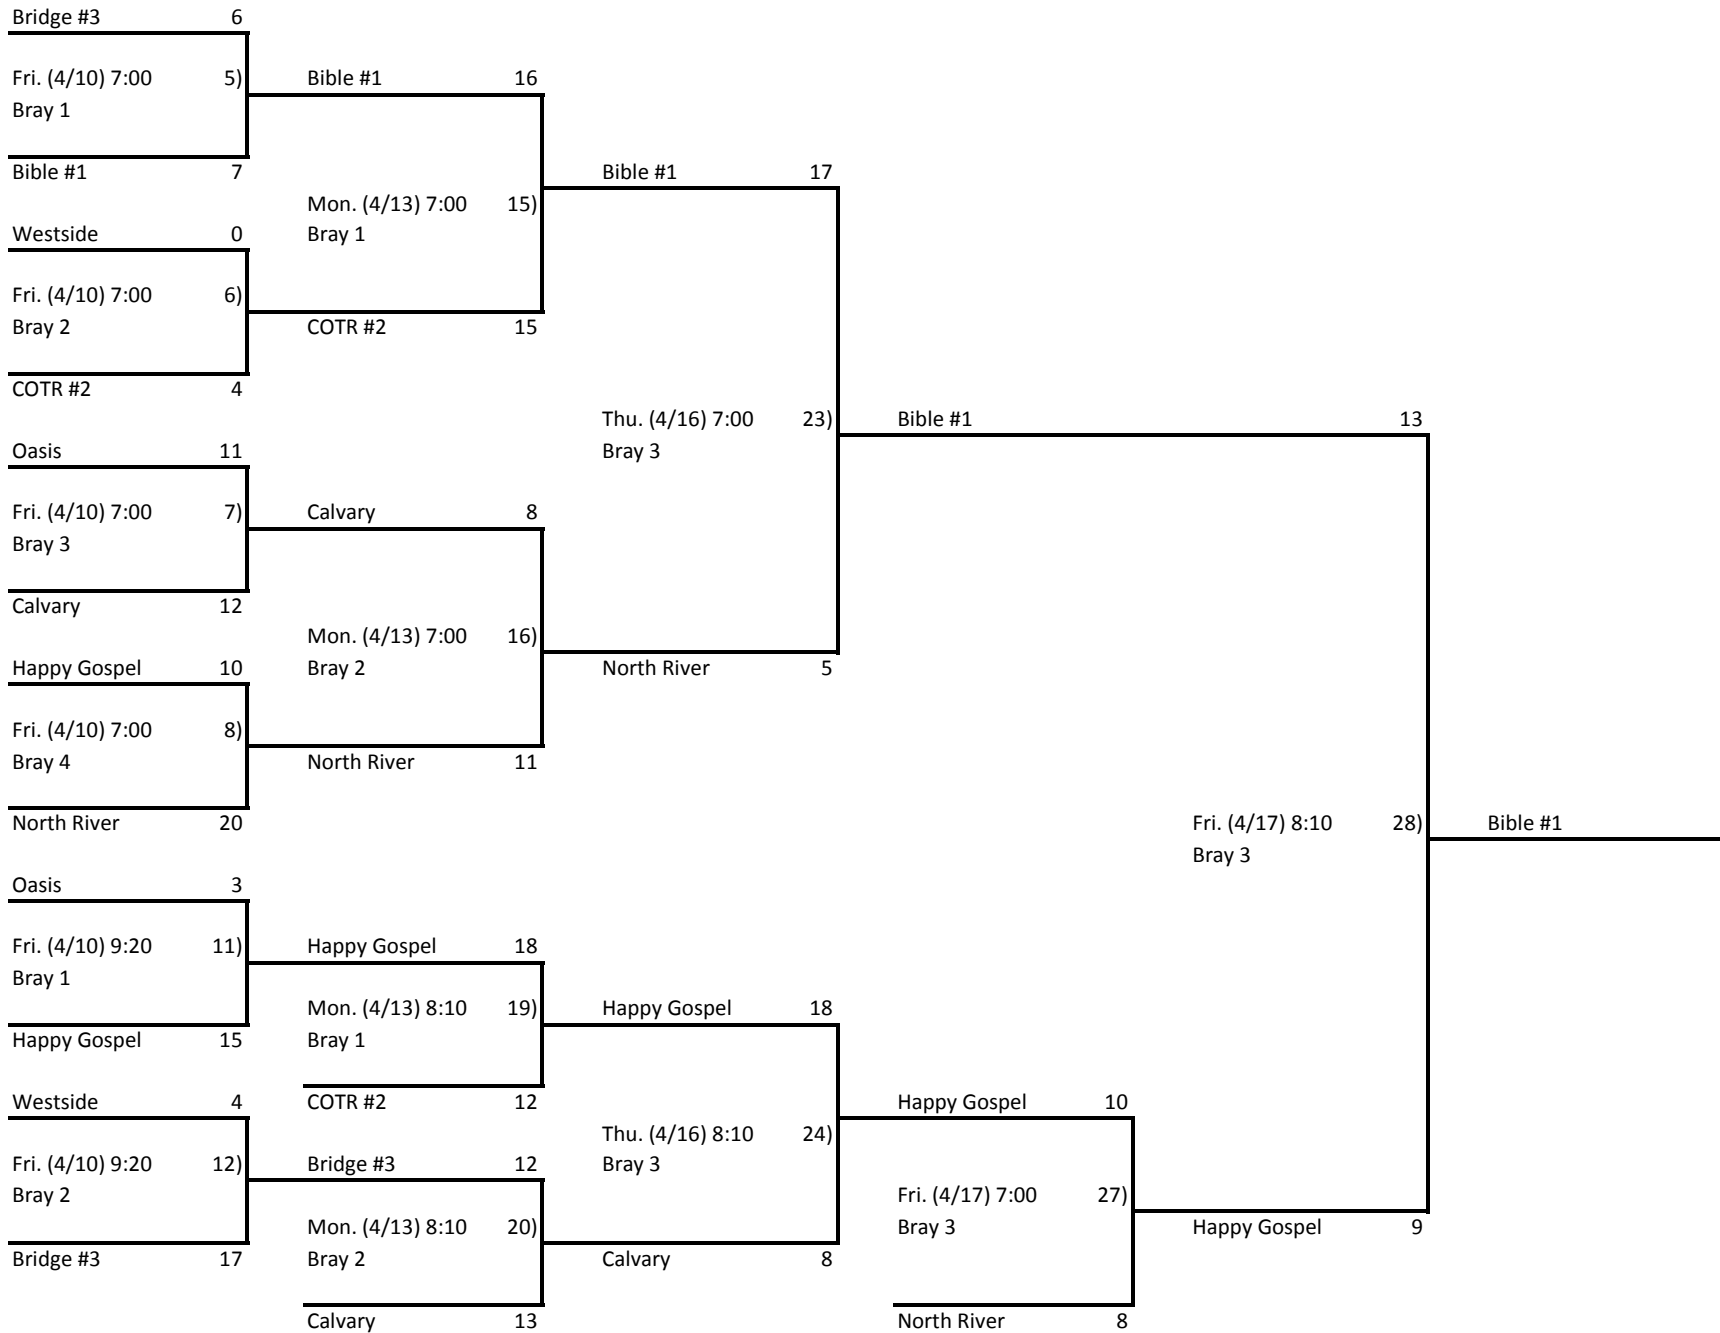 Bridge #3 6
Fri. (4/10) 7:00 5)
Bray 1
Bible #1 7
Westside 0
Fri. (4/10) 7:00 6)
Bray 2
COTR #2 4
Oasis 11
Fri. (4/10) 7:00 7)
Bray 3
Calvary 12
Happy Gospel 10
Fri. (4/10) 7:00 8)
Bray 4
North River 20
Oasis 3
Fri. (4/10) 9:20 11)
Bray 1
Happy Gospel 15
Westside 4
Fri. (4/10) 9:20 12)
Bray 2
Bridge #3 17
Bible #1 16
Mon. (4/13) 7:00 15)
Bray 1
COTR #2 15
Calvary 8
Mon. (4/13) 7:00 16)
Bray 2
North River 11
Happy Gospel 18
Mon. (4/13) 8:10 19)
Bray 1
COTR #2 12
Bridge #3 12
Mon. (4/13) 8:10 20)
Bray 2
Calvary 13
Bible #1 17
Thu. (4/16) 7:00 23)
Bray 3
North River 5
Happy Gospel 18
Thu. (4/16) 8:10 24)
Bray 3
Calvary 8
Bible #1 13
Happy Gospel 10
Fri. (4/17) 7:00 27)
Bray 3
North River 8
Fri. (4/17) 8:10 28)
Bray 3
Happy Gospel 9
Bible #1